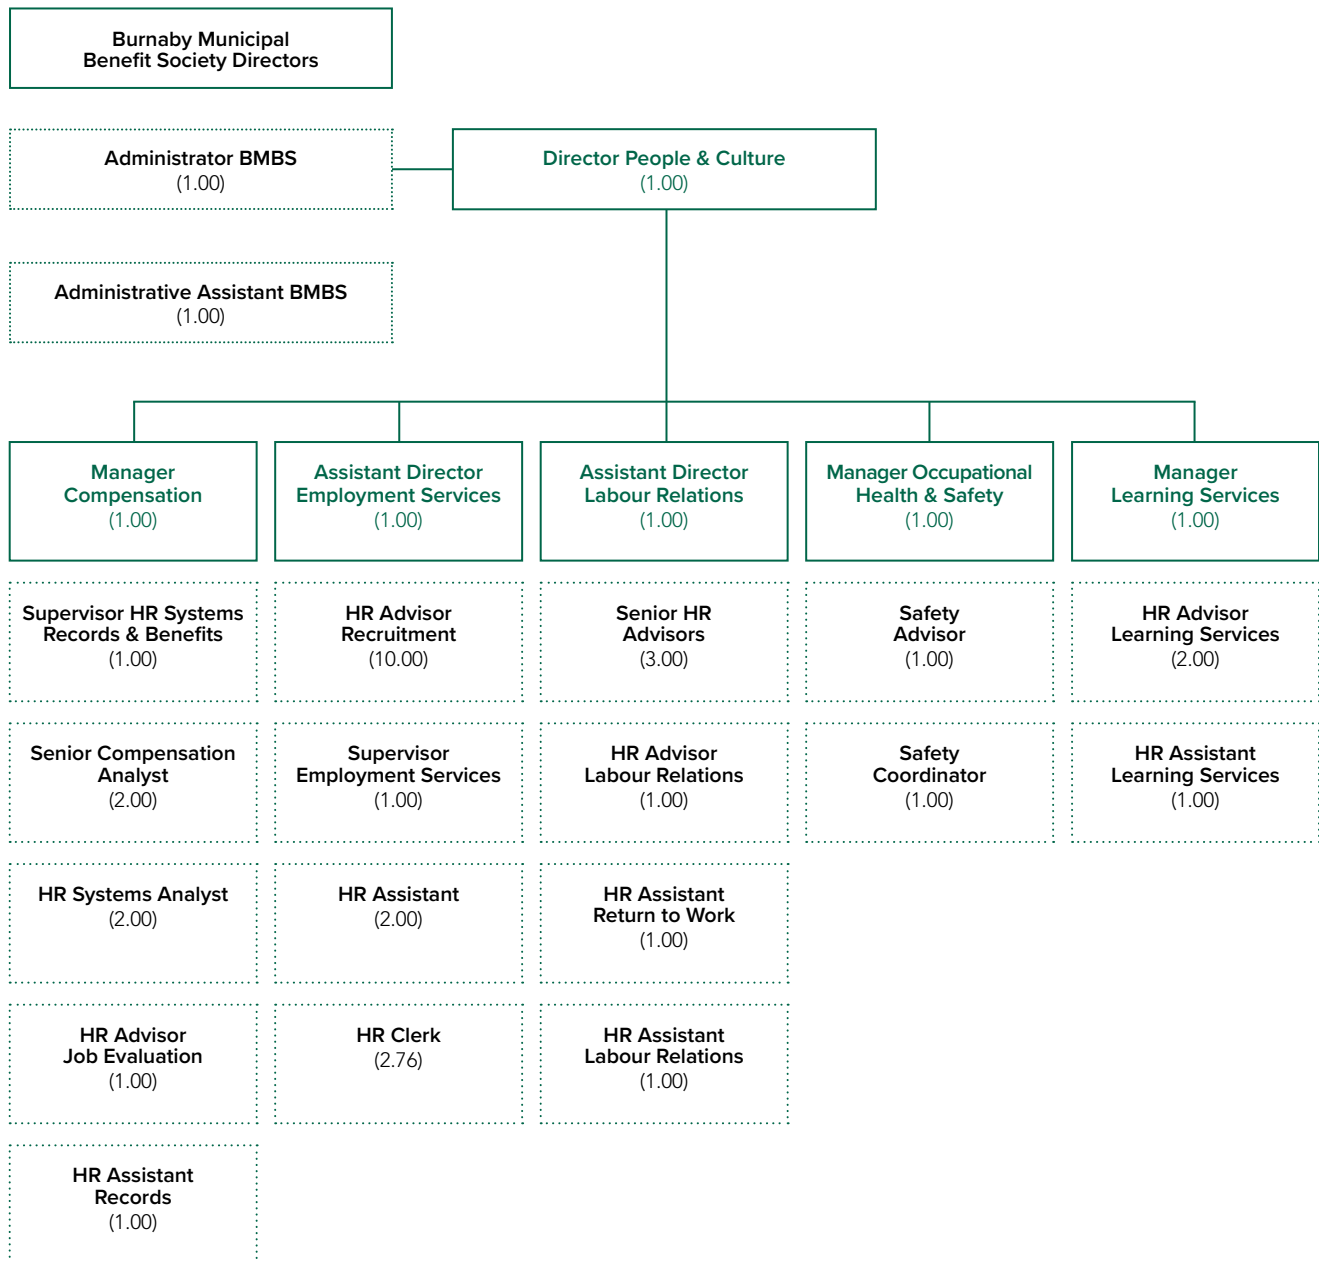 Burnaby Municipal
Benefit Society Directors
Administrator BMBS
(1.00)
Director People & Culture
(1.00)
Administrative Assistant BMBS
(1.00)
Manager
Compensation
(1.00)
Assistant Director
Employment Services
(1.00)
Assistant Director
Labour Relations
(1.00)
Manager Occupational
Health & Safety
(1.00)
Manager
Learning Services
(1.00)
Supervisor HR Systems
Records & Benefits
(1.00)
HR Advisor
Recruitment
(10.00)
Senior HR
Advisors
(3.00)
Safety
Advisor
(1.00)
HR Advisor
Learning Services
(2.00)
Senior Compensation
Analyst
(2.00)
Supervisor
Employment Services
(1.00)
HR Advisor
Labour Relations
(1.00)
Safety
Coordinator
(1.00)
HR Assistant
Learning Services
(1.00)
HR Systems Analyst
(2.00)
HR Assistant
(2.00)
HR Assistant
Return to Work
(1.00)
HR Advisor
Job Evaluation
(1.00)
HR Clerk
(2.76)
HR Assistant
Labour Relations
(1.00)
HR Assistant
Records
(1.00)